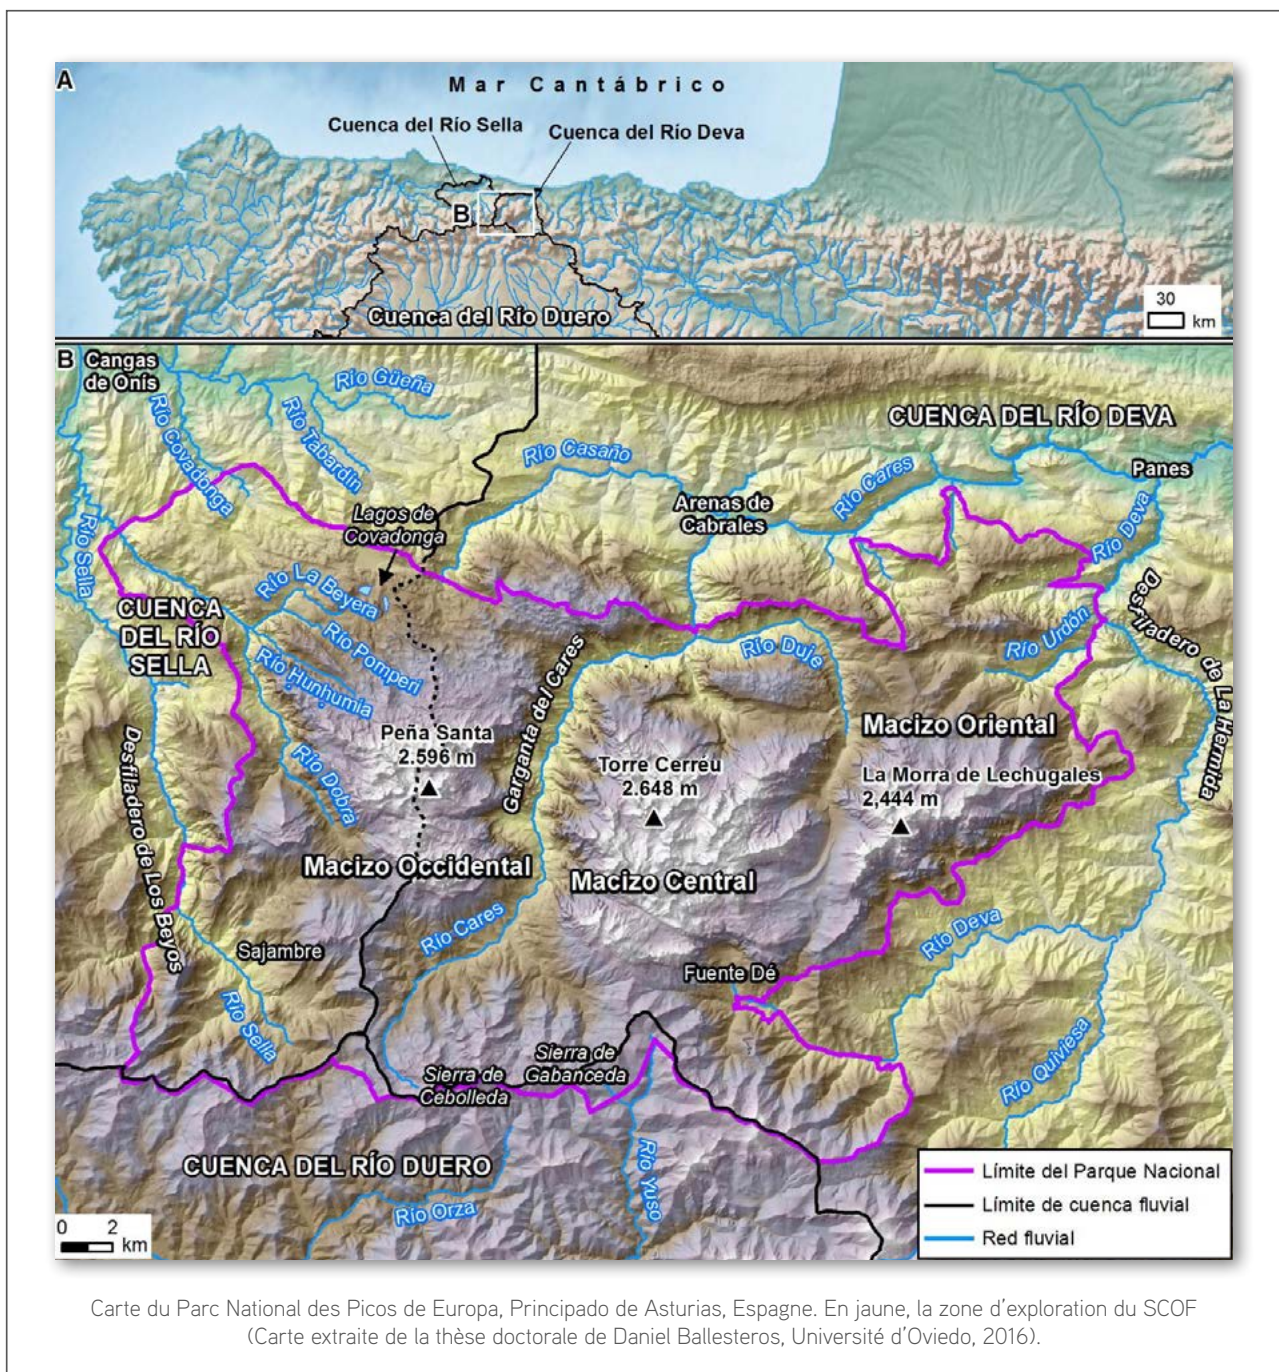 A
Mar Cantábrico
Cuenca del Río Sella
Cuenca del Río Deva
B
Cuenca del Río Duero
30
km
B
Cangas
de Onís
Río Güeña
Río Covadonga
Río Tabardín
Río Casaño
CUENCA DEL RÍO DEVA
Panes
Río Cares
Arenas de
Cabrales
Lagos de
Covadonga
Río Sella
Río Deva
Desfiladero de La Hermida
Río La Beyera
CUENCA
DEL RÍO
SELLA
Río Pomperi
Río Hunhumia
Río Urdón
Río Duje
Garganta del Cares
Macizo Oriental
Peña Santa
2.596 m
Torre Cerréu
2.648 m
La Morra de Lechugales
2,444 m
Río Dobra
Desfiladero de Los Beyos
Macizo Occidental
Macizo Central
Río Cares
Río Deva
Sajambre
Fuente Dé
Río Sella
Sierra de
Gabanceda
Sierra de
Cebolleda
Río Quiviesa
CUENCA DEL RÍO DUERO
Río Yuso
Río Orza
Límite del Parque Nacional
Límite de cuenca fluvial
Red fluvial
0 2
km
Carte du Parc National des Picos de Europa, Principado de Asturias, Espagne. En jaune, la zone d'exploration du SCOF
(Carte extraite de la thèse doctorale de Daniel Ballesteros, Université d'Oviedo, 2016).